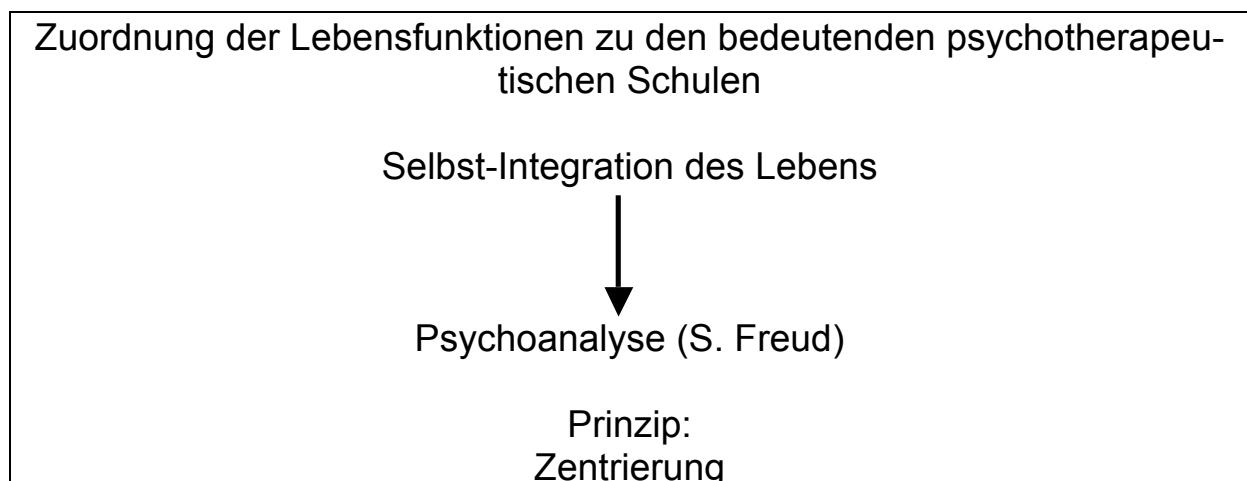 Zuordnung der Lebensfunktionen zu den bedeutenden psychotherapeu-
tischen Schulen
Selbst-Integration des Lebens
Psychoanalyse (S. Freud)
Prinzip:
Zentrierung